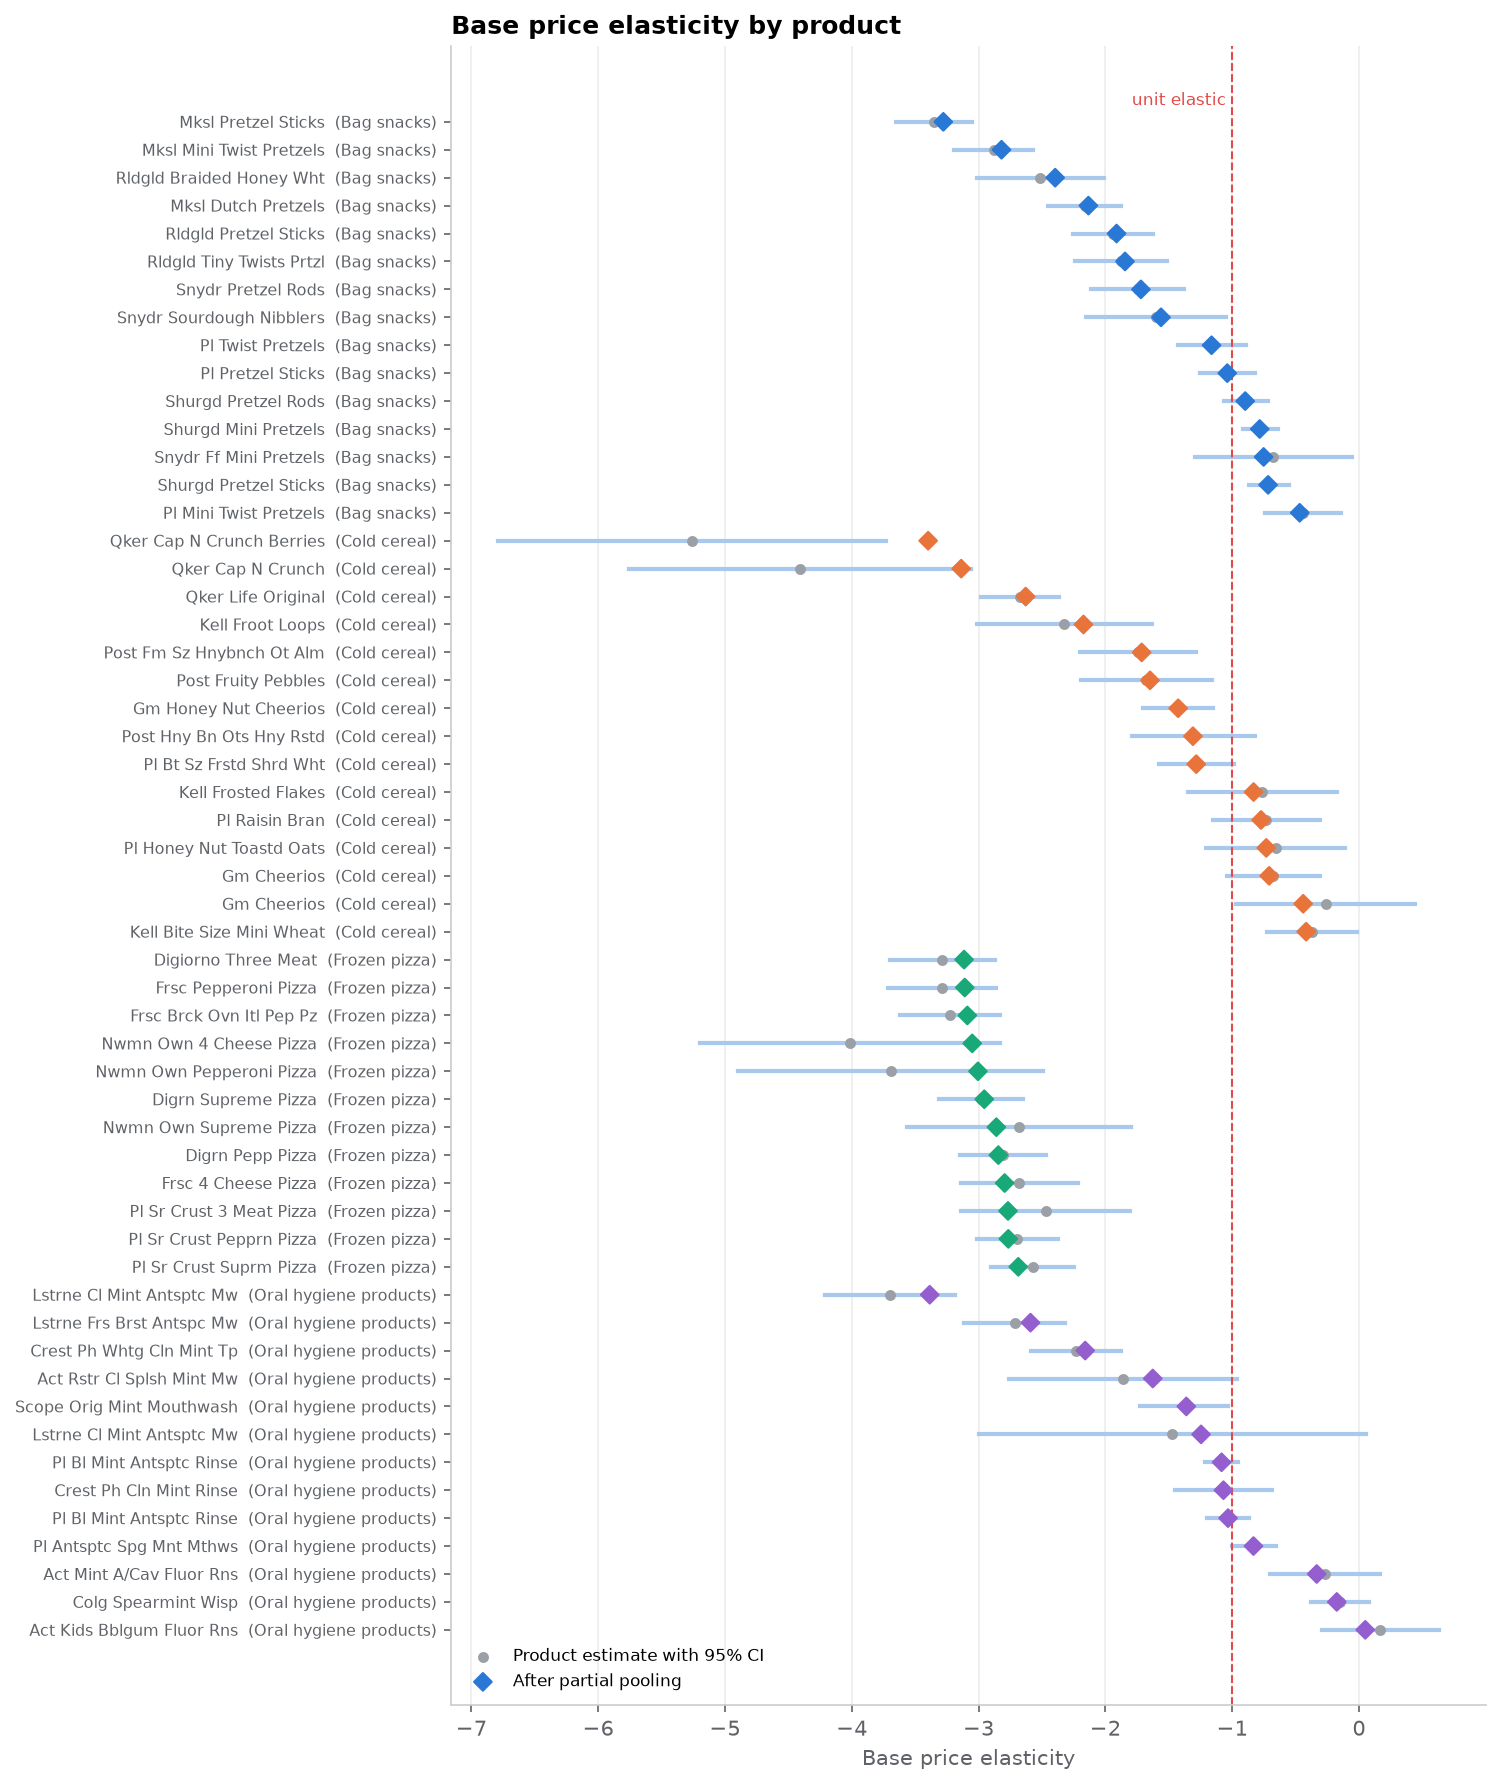 Base price elasticity by product
unit elastic
Mksl Pretzel Sticks (Bag snacks)
Mksl Mini Twist Pretzels (Bag snacks)
Rldgld Braided Honey Wht (Bag snacks)
Mksl Dutch Pretzels (Bag snacks)
Rldgld Pretzel Sticks (Bag snacks)
Rldgld Tiny Twists Prtzl (Bag snacks)
Snydr Pretzel Rods (Bag snacks)
Snydr Sourdough Nibblers (Bag snacks)
Pl Twist Pretzels (Bag snacks)
Pl Pretzel Sticks (Bag snacks)
Shurgd Pretzel Rods (Bag snacks)
Shurgd Mini Pretzels (Bag snacks)
Snydr Ff Mini Pretzels (Bag snacks)
Shurgd Pretzel Sticks (Bag snacks)
Pl Mini Twist Pretzels (Bag snacks)
Qker Cap N Crunch Berries (Cold cereal)
Qker Cap N Crunch (Cold cereal)
Qker Life Original (Cold cereal)
Kell Froot Loops (Cold cereal)
Post Fm Sz Hnybnch Ot Alm (Cold cereal)
Post Fruity Pebbles (Cold cereal)
Gm Honey Nut Cheerios (Cold cereal)
Post Hny Bn Ots Hny Rstd (Cold cereal)
Pl Bt Sz Frstd Shrd Wht (Cold cereal)
Kell Frosted Flakes (Cold cereal)
Pl Raisin Bran (Cold cereal)
Pl Honey Nut Toastd Oats (Cold cereal)
Gm Cheerios (Cold cereal)
Gm Cheerios (Cold cereal)
Kell Bite Size Mini Wheat (Cold cereal)
Digiorno Three Meat (Frozen pizza)
Frsc Pepperoni Pizza (Frozen pizza)
Frsc Brck Ovn Itl Pep Pz (Frozen pizza)
Nwmn Own 4 Cheese Pizza (Frozen pizza)
Nwmn Own Pepperoni Pizza (Frozen pizza)
Digrn Supreme Pizza (Frozen pizza)
Nwmn Own Supreme Pizza (Frozen pizza)
Digrn Pepp Pizza (Frozen pizza)
Frsc 4 Cheese Pizza (Frozen pizza)
Pl Sr Crust 3 Meat Pizza (Frozen pizza)
Pl Sr Crust Pepprn Pizza (Frozen pizza)
Pl Sr Crust Suprm Pizza (Frozen pizza)
Lstrne Cl Mint Antsptc Mw (Oral hygiene products)
Lstrne Frs Brst Antspc Mw (Oral hygiene products)
Crest Ph Whtg Cln Mint Tp (Oral hygiene products)
Act Rstr Cl Splsh Mint Mw (Oral hygiene products)
Scope Orig Mint Mouthwash (Oral hygiene products)
Lstrne Cl Mint Antsptc Mw (Oral hygiene products)
Pl Bl Mint Antsptc Rinse (Oral hygiene products)
Crest Ph Cln Mint Rinse (Oral hygiene products)
Pl Bl Mint Antsptc Rinse (Oral hygiene products)
Pl Antsptc Spg Mnt Mthws (Oral hygiene products)
Act Mint A/Cav Fluor Rns (Oral hygiene products)
Colg Spearmint Wisp (Oral hygiene products)
Act Kids Bblgum Fluor Rns (Oral hygiene products)
Product estimate with 95% CI
After partial pooling
−7 −6 −5 −4 −3 −2 −1 0
Base price elasticity